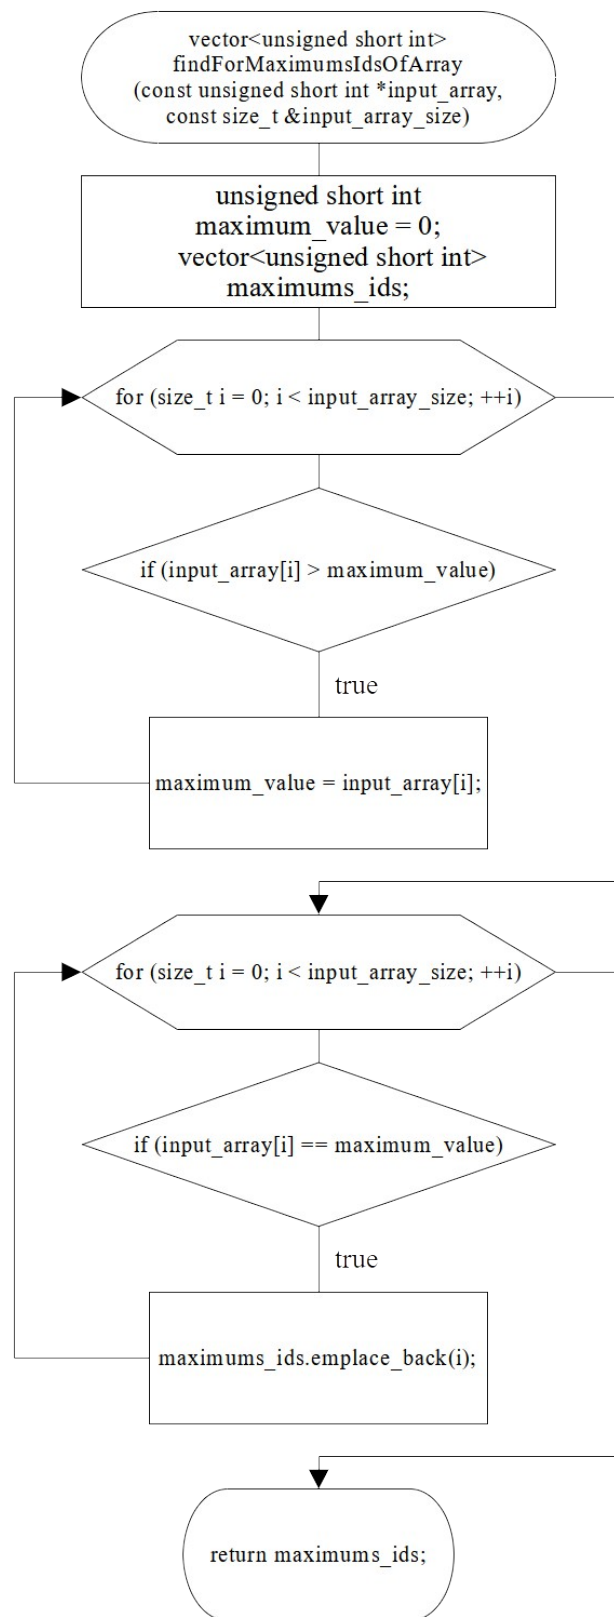 vector<unsigned short int>
findForMaximumsIdsOfArray
(const unsigned short int *input_array,
const size_t &input_array_size)
unsigned short int
maximum_value = 0;
vector<unsigned short int>
maximums_ids;
for (size_t i = 0; i < input_array_size; ++i)
if (input_array[i] > maximum_value)
true
maximum_value = input_array[i];
for (size_t i = 0; i < input_array_size; ++i)
if (input_array[i] == maximum_value)
true
maximums_ids.emplace_back(i);
return maximums_ids;